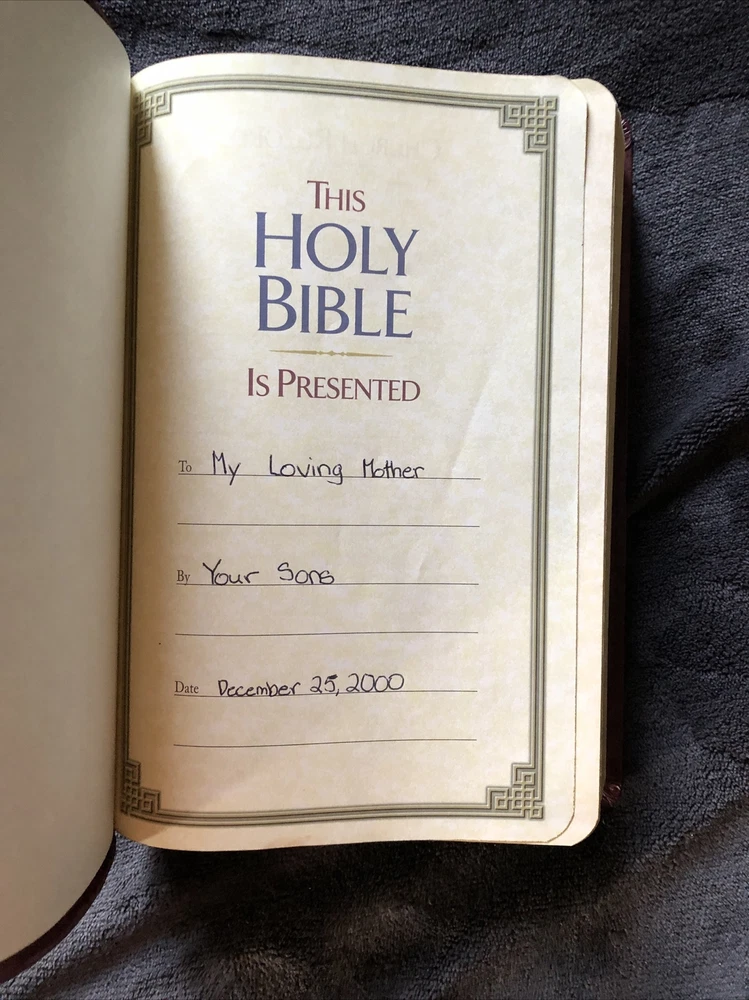 THIS
HOLY
BIBLE
IS PRESENTED
To My Loving Mother
By Your Sons
Date December 25, 2000